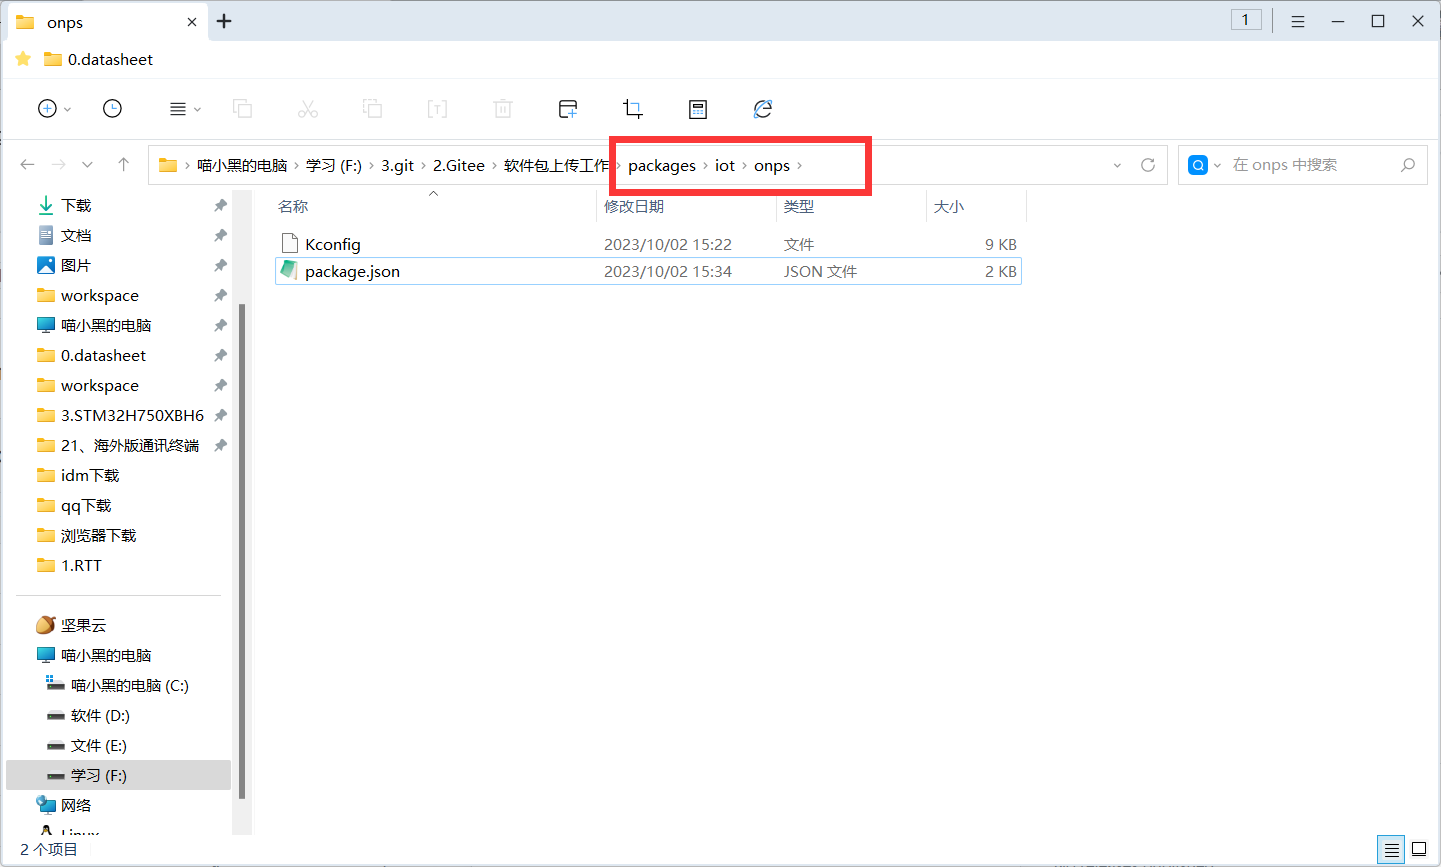 onps
1
0.datasheet
喵小黑的电脑 学习 (F:) 3.git 2.Gitee 软件包上传工作 packages iot onps
在 onps 中搜索
名称 修改日期 类型 大小
Kconfig 2023/10/02 15:22 文件 9 KB
package.json 2023/10/02 15:34 JSON 文件 2 KB
下载
文档
图片
workspace
喵小黑的电脑
0.datasheet
workspace
3.STM32H750XBH6
21、海外版通讯终端
idm下载
qq下载
浏览器下载
1.RTT
坚果云
喵小黑的电脑
喵小黑的电脑 (C:)
软件 (D:)
文件 (E:)
学习 (F:)
网络
Linux
2 个项目